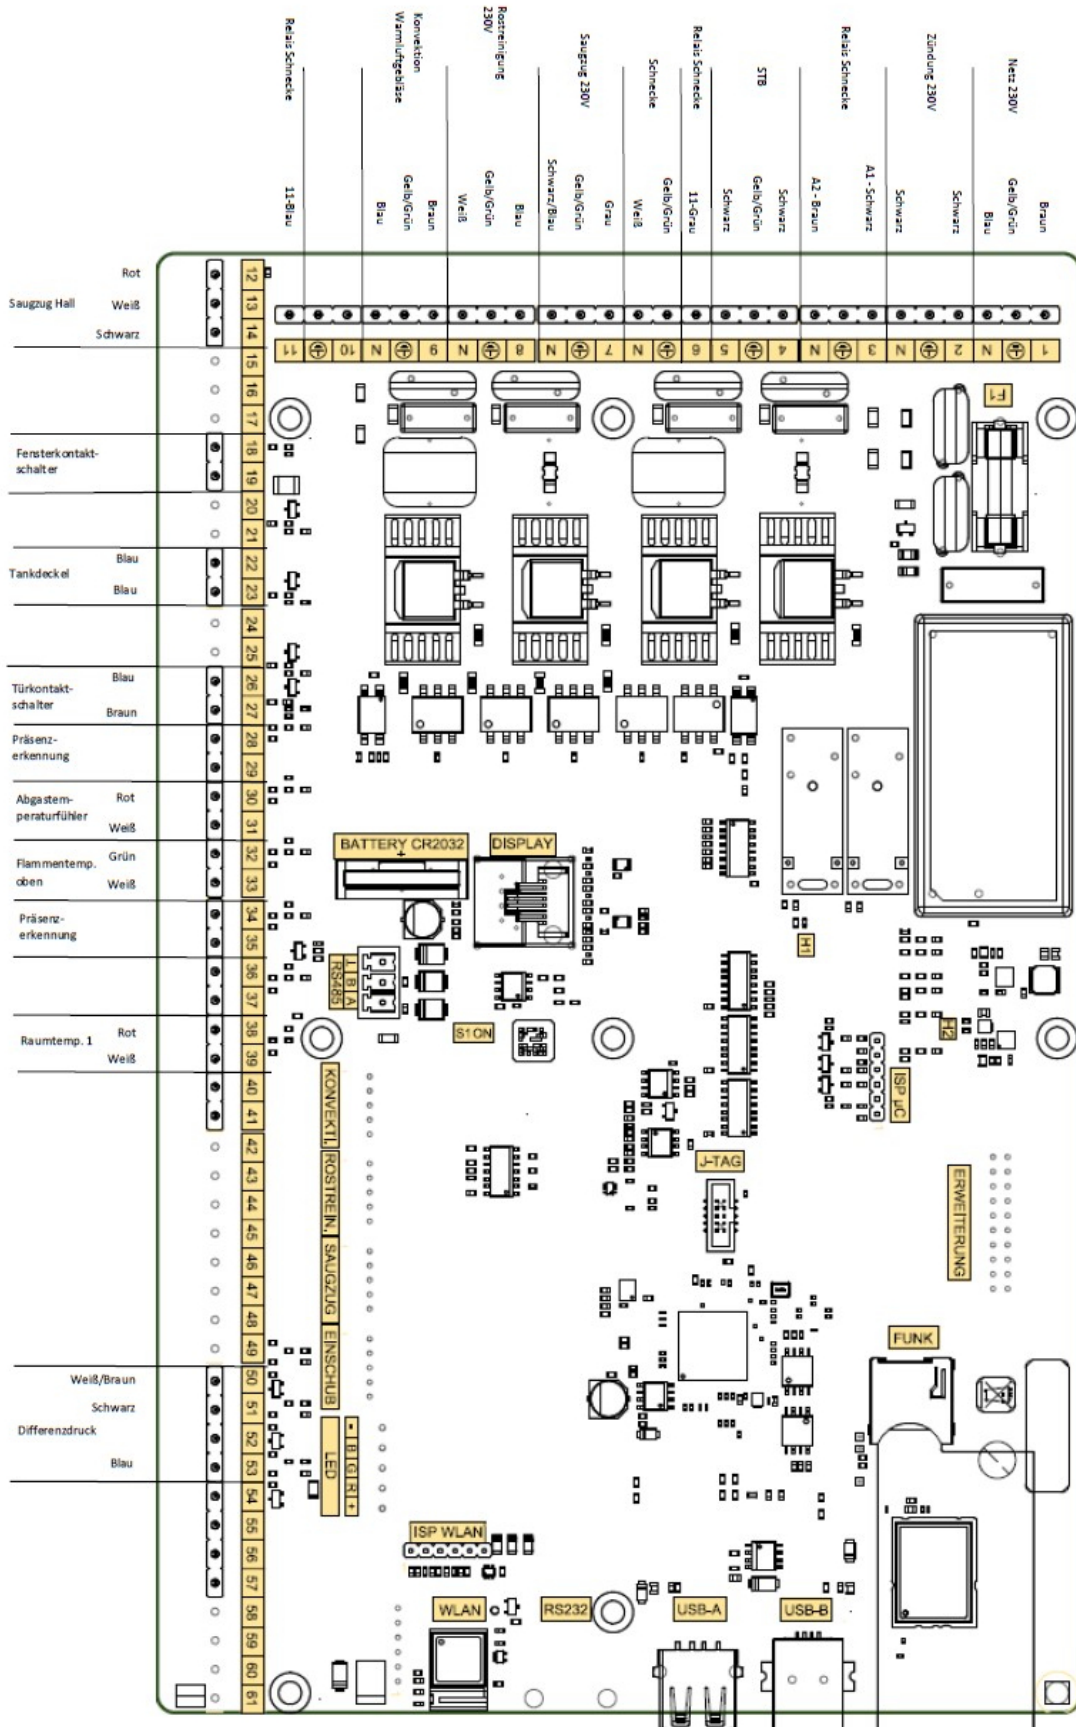 Relais Schnecke
Konvektion
Warmluftgebläse
Rostreinigung
230V
Saugzug 230V
Schnecke
Relais Schnecke
STB
Relais Schnecke
Zündung 230V
Netz 230V
11-Blau
Blau
Gelb/Grün
Braun
Weiß
Gelb/Grün
Blau
Schwarz/Blau
Gelb/Grün
Grau
Weiß
Gelb/Grün
11-Grau
Schwarz
Gelb/Grün
Schwarz
A2 - Braun
A1 - Schwarz
Schwarz
Schwarz
Blau
Gelb/Grün
Braun
11
10
N
9
N
8
N
7
N
6
5
4
N
3
N
2
N
1
F1
Saugzug Hall
Rot
Weiß
Schwarz
12
13
14
15
16
17
Fensterkontakt-
schalter
18
19
20
21
Tankdeckel
Blau
Blau
22
23
24
25
Türkontakt-
schalter
Blau
Braun
26
27
Präsenz-
erkennung
28
29
Abgastem-
peraturfühler
Rot
Weiß
30
31
Flammentemp.
oben
Grün
Weiß
32
33
Präsenz-
erkennung
34
35
36
37
Raumtemp. 1
Rot
Weiß
38
39
40
41
42
43
44
45
46
47
48
49
Differenzdruck
Weiß/Braun
Schwarz
Blau
50
51
52
53
54
55
56
57
58
59
60
61
BATTERY CR2032
+
DISPLAY
RS485
B
A
S1 ON
H1
H2
ISP µC
KONVEKTI.
ROSTREIN.
SAUGZUG
EINSCHUB
LED
- B G R +
J-TAG
ERWEITERUNG
FUNK
ISP WLAN
WLAN
RS232
USB-A
USB-B